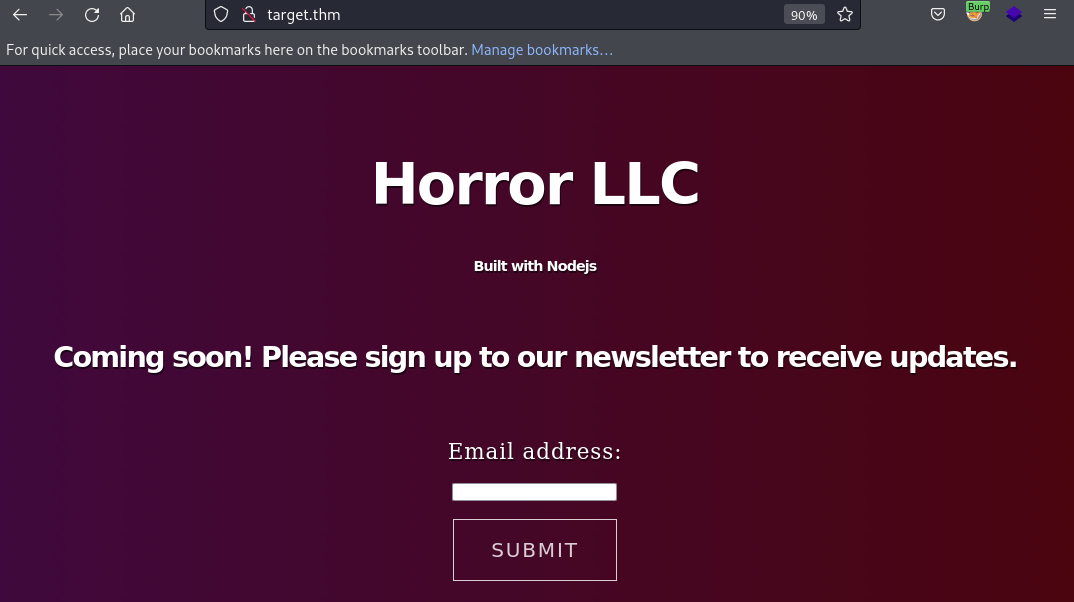 target.thm
90%
Burp
For quick access, place your bookmarks here on the bookmarks toolbar. Manage bookmarks…
Horror LLC
Built with Nodejs
Coming soon! Please sign up to our newsletter to receive updates.
Email address:
SUBMIT